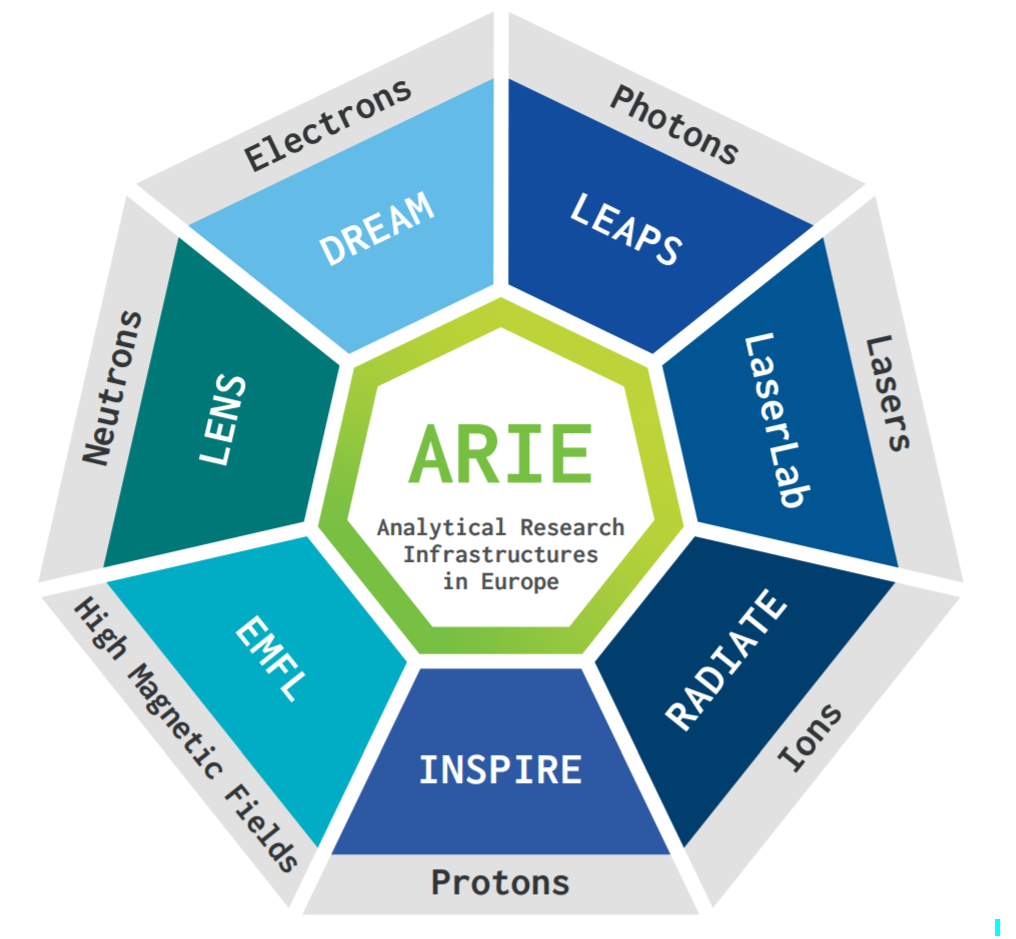 Electrons
Photons
DREAM
LEAPS
Neutrons
LENS
LaserLab
Lasers
ARIE
Analytical Research
Infrastructures
in Europe
High Magnetic Fields
EMFL
RADIATE
Ions
INSPIRE
Protons